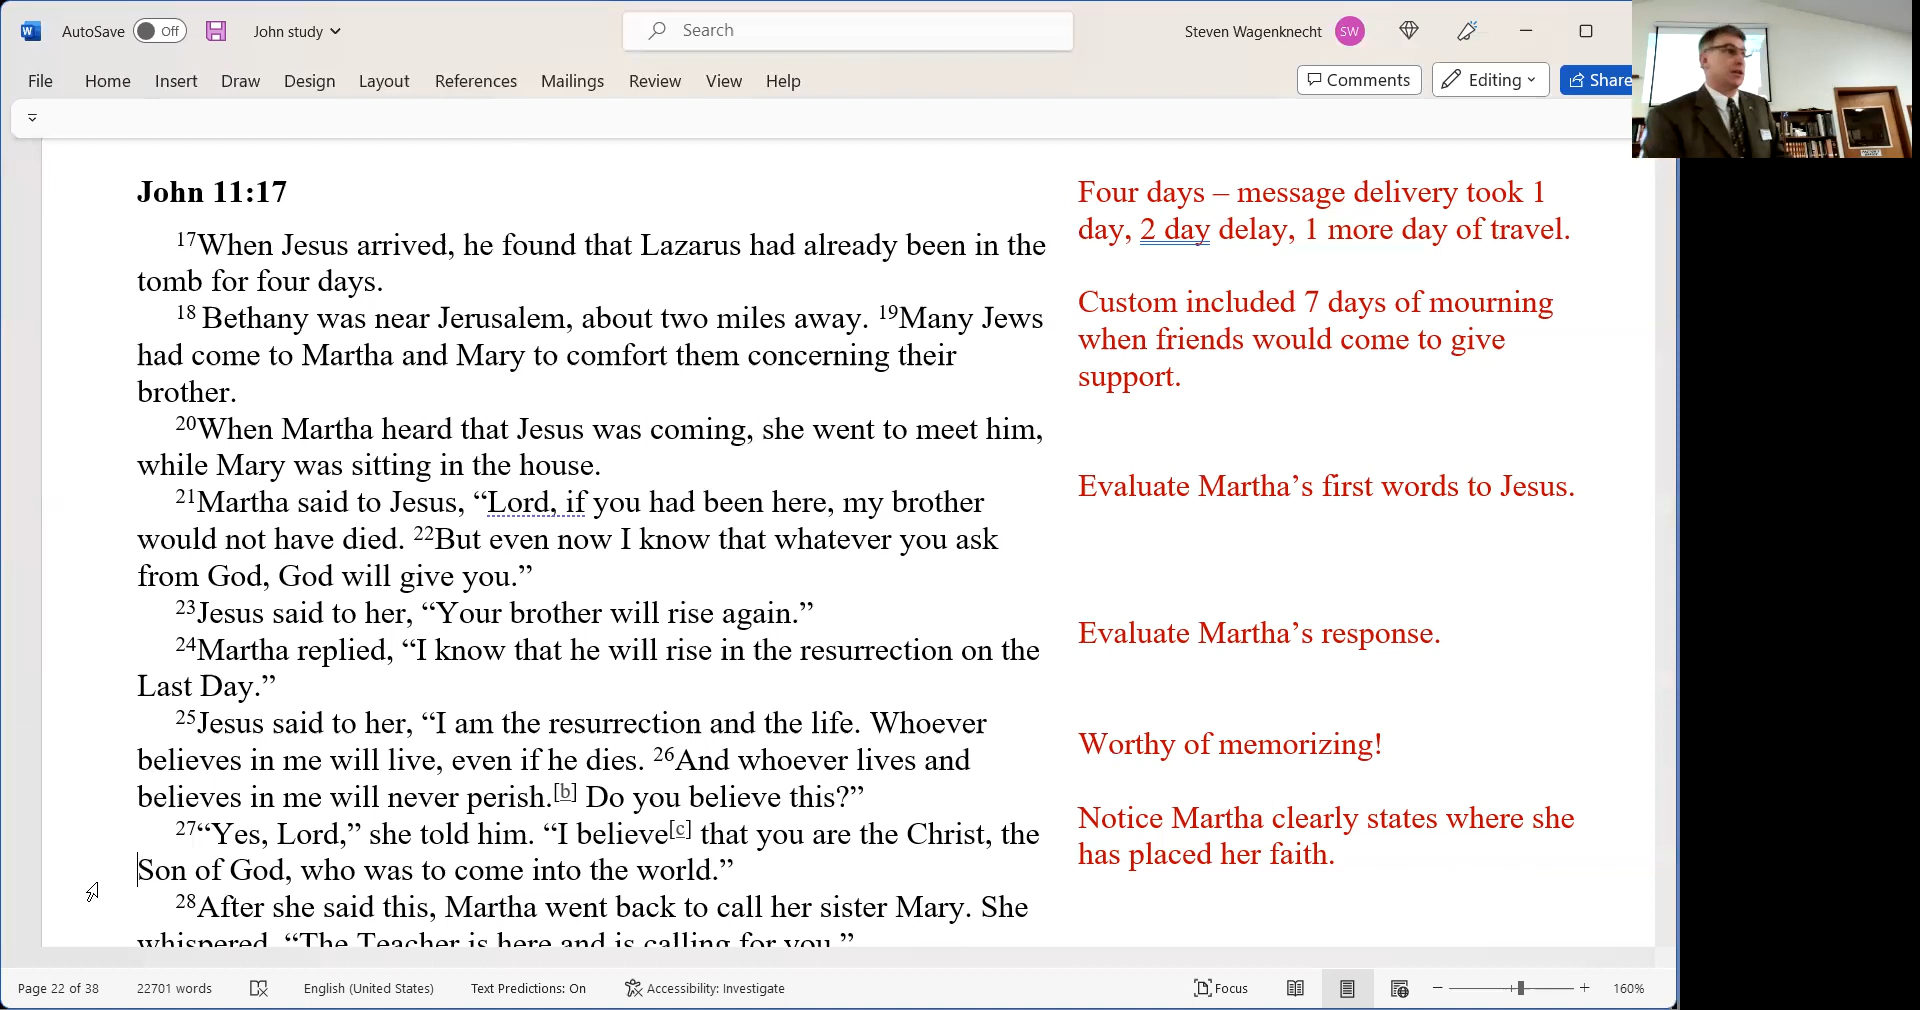 AutoSave Off John study Search Steven Wagenknecht SW
File Home Insert Draw Design Layout References Mailings Review View Help Comments Editing Share
John 11:17
17When Jesus arrived, he found that Lazarus had already been in the
tomb for four days.
18 Bethany was near Jerusalem, about two miles away. 19Many Jews
had come to Martha and Mary to comfort them concerning their
brother.
20When Martha heard that Jesus was coming, she went to meet him,
while Mary was sitting in the house.
21Martha said to Jesus, “Lord, if you had been here, my brother
would not have died. 22But even now I know that whatever you ask
from God, God will give you.”
23Jesus said to her, “Your brother will rise again.”
24Martha replied, “I know that he will rise in the resurrection on the
Last Day.”
25Jesus said to her, “I am the resurrection and the life. Whoever
believes in me will live, even if he dies. 26And whoever lives and
believes in me will never perish.[b] Do you believe this?”
27“Yes, Lord,” she told him. “I believe[c] that you are the Christ, the
Son of God, who was to come into the world.”
28After she said this, Martha went back to call her sister Mary. She
whispered, “The Teacher is here and is calling for you.”
Four days – message delivery took 1
day, 2 day delay, 1 more day of travel.
Custom included 7 days of mourning
when friends would come to give
support.
Evaluate Martha’s first words to Jesus.
Evaluate Martha’s response.
Worthy of memorizing!
Notice Martha clearly states where she
has placed her faith.
Page 22 of 38 22701 words English (United States) Text Predictions: On Accessibility: Investigate Focus 160%